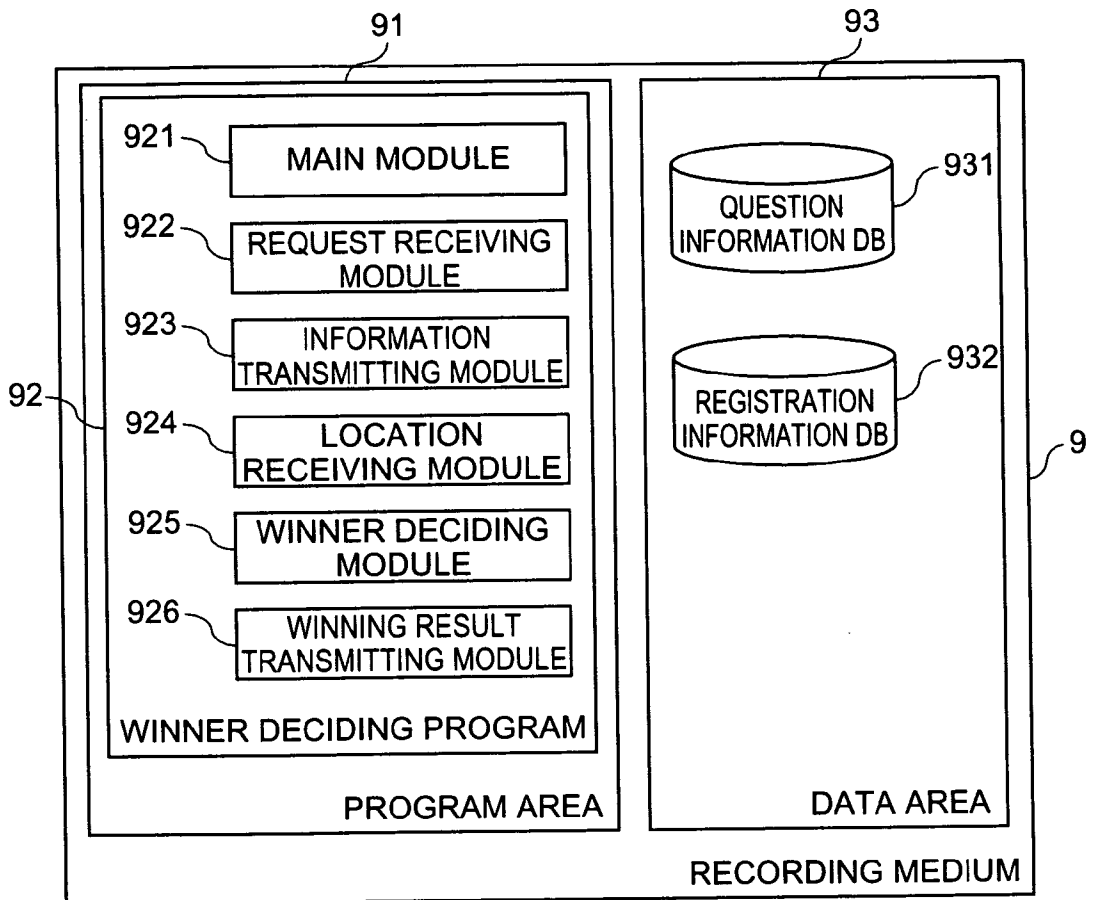 91
93
921
MAIN MODULE
931
QUESTION
INFORMATION DB
922
REQUEST RECEIVING
MODULE
923
INFORMATION
TRANSMITTING MODULE
932
REGISTRATION
INFORMATION DB
92
924
LOCATION
RECEIVING MODULE
9
925
WINNER DECIDING
MODULE
926
WINNING RESULT
TRANSMITTING MODULE
WINNER DECIDING PROGRAM
PROGRAM AREA
DATA AREA
RECORDING MEDIUM